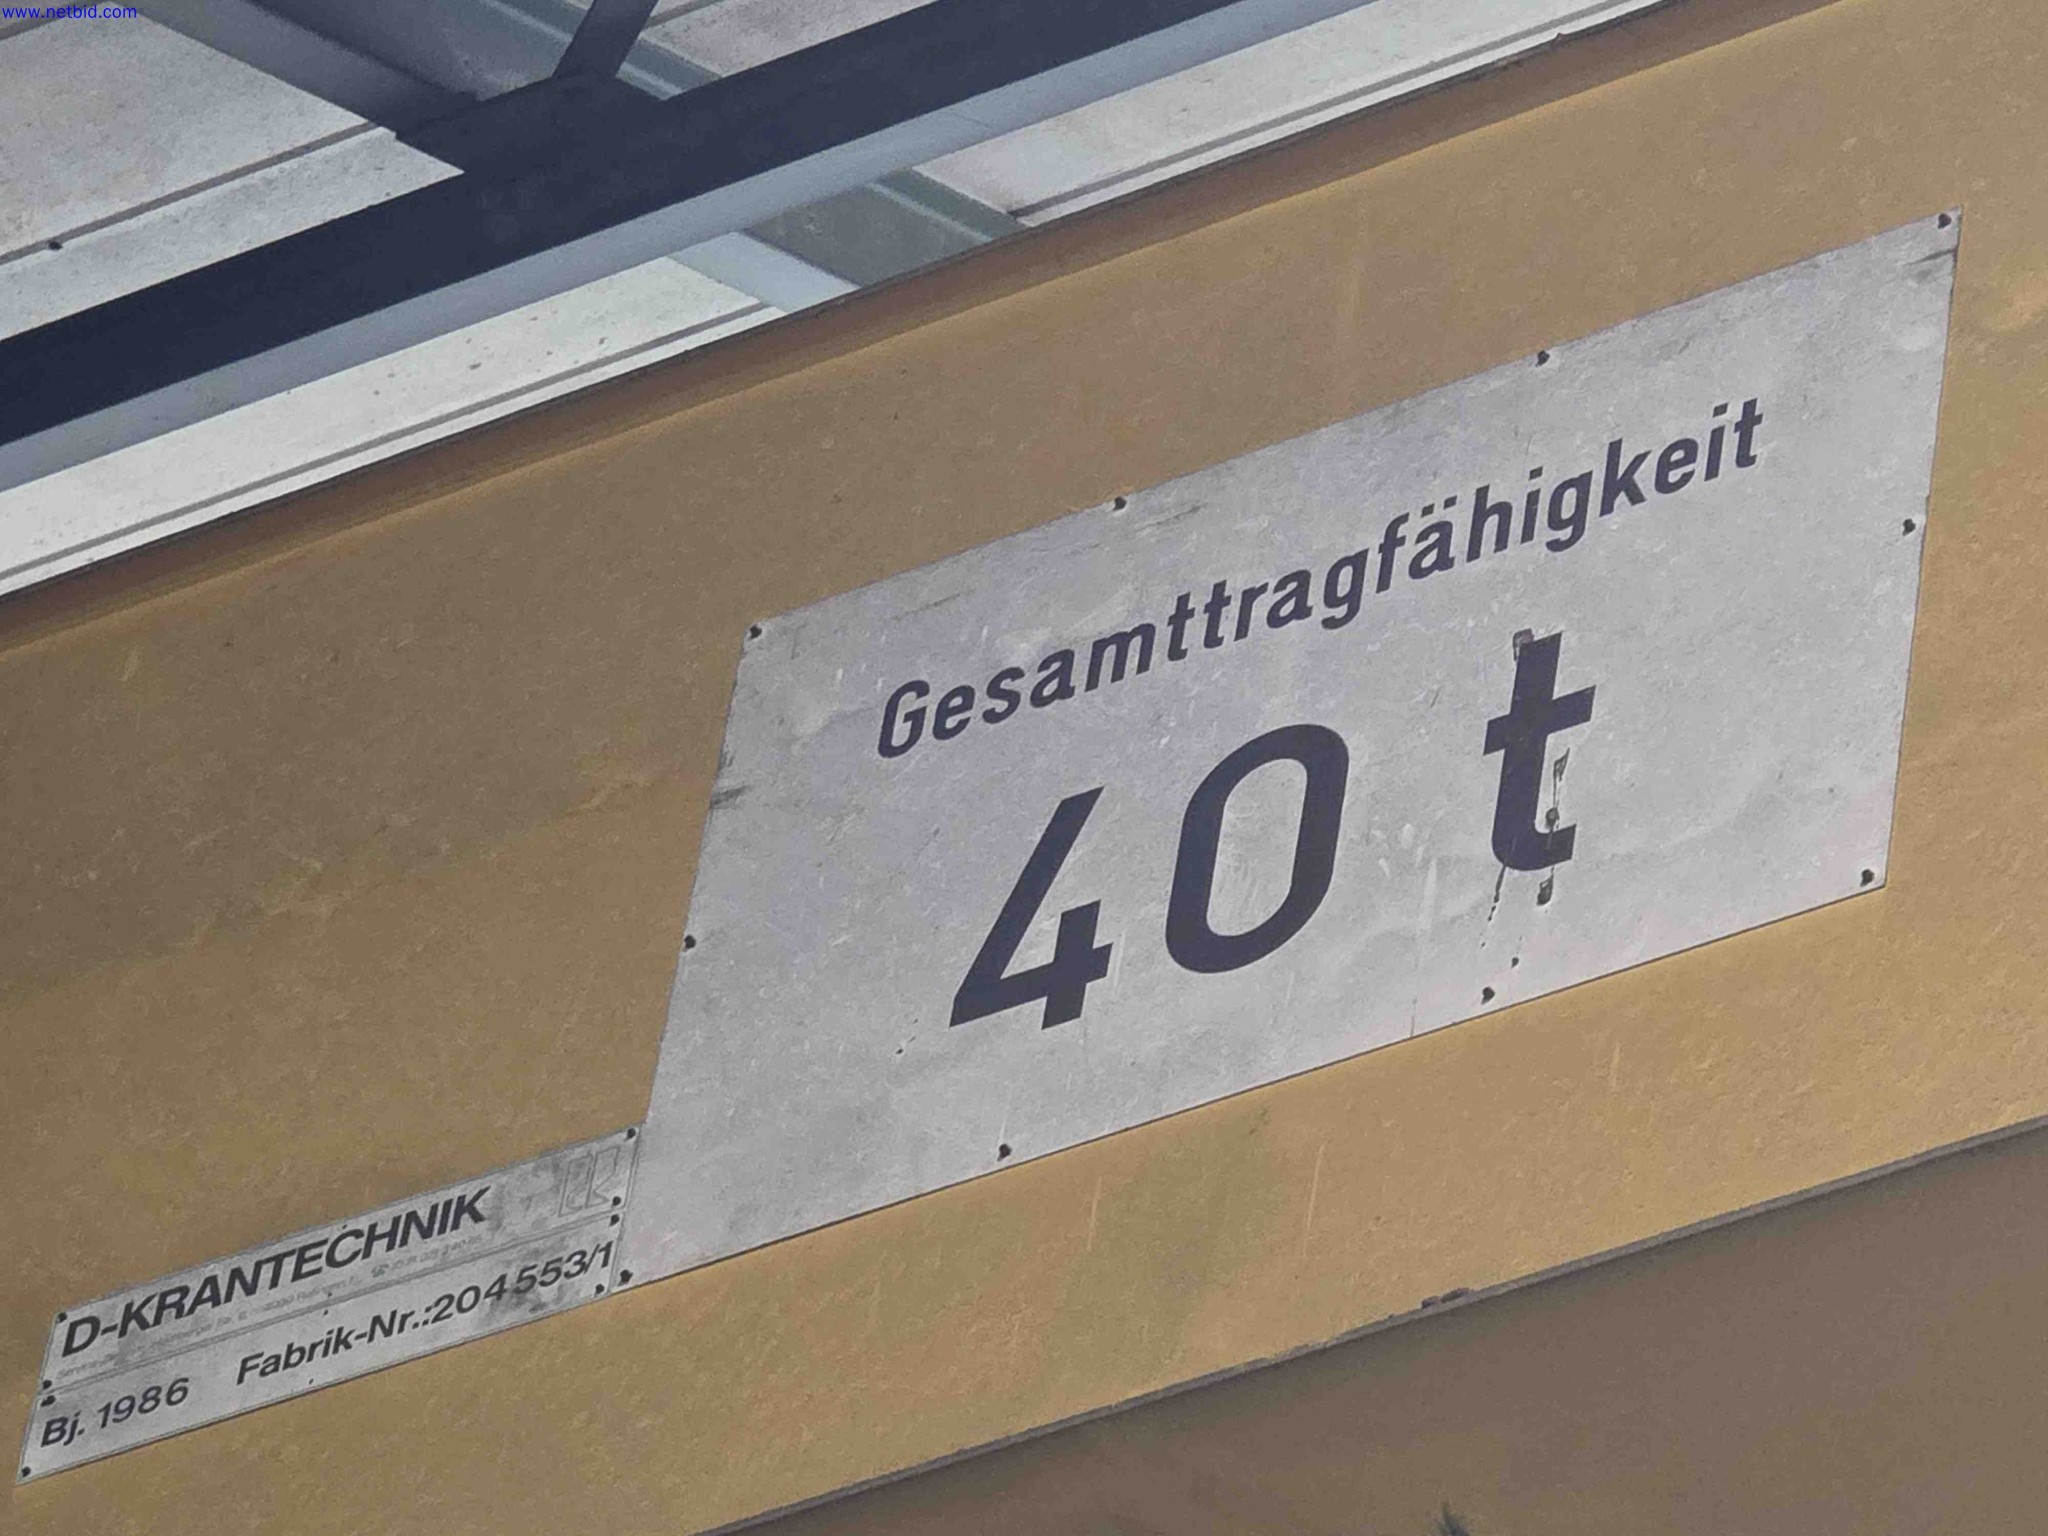 www.netbid.com
Gesamttragfähigkeit
40 t
D-KRANTECHNIK
Bj. 1986 Fabrik-Nr.:204553/1